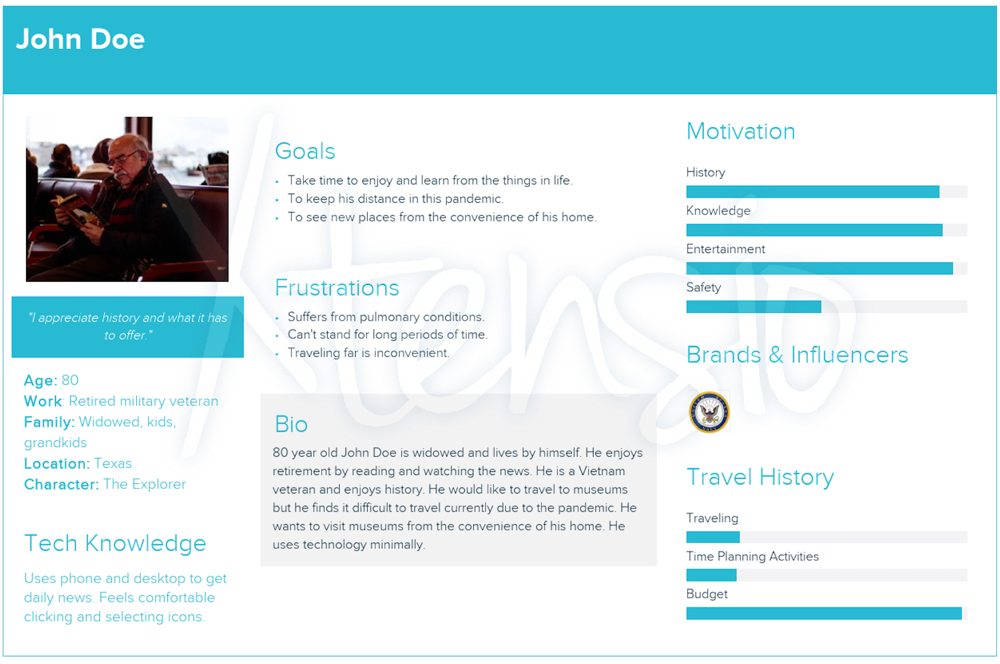 John Doe
"I appreciate history and what it has
to offer."
Age: 80
Work: Retired military veteran
Family: Widowed, kids,
grandkids
Location: Texas
Character: The Explorer
Tech Knowledge
Uses phone and desktop to get
daily news. Feels comfortable
clicking and selecting icons.
Goals
• Take time to enjoy and learn from the things in life.
• To keep his distance in this pandemic.
• To see new places from the convenience of his home.
Frustrations
• Suffers from pulmonary conditions.
• Can't stand for long periods of time.
• Traveling far is inconvenient.
Bio
80 year old John Doe is widowed and lives by himself. He enjoys
retirement by reading and watching the news. He is a Vietnam
veteran and enjoys history. He would like to travel to museums
but he finds it difficult to travel currently due to the pandemic. He
wants to visit museums from the convenience of his home. He
uses technology minimally.
Motivation
History
Knowledge
Entertainment
Safety
Brands & Influencers
UNITED STATES
NAVY
Travel History
Traveling
Time Planning Activities
Budget
Xtensio